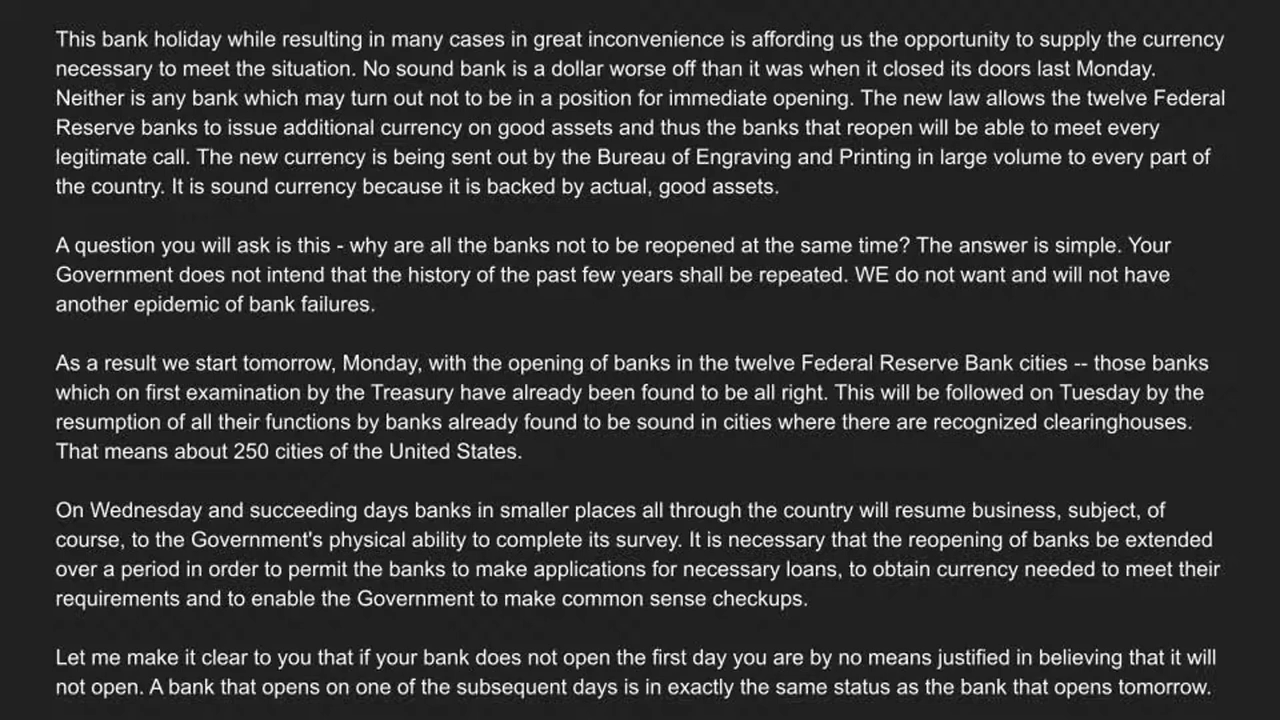 This bank holiday while resulting in many cases in great inconvenience is affording us the opportunity to supply the currency
necessary to meet the situation. No sound bank is a dollar worse off than it was when it closed its doors last Monday.
Neither is any bank which may turn out not to be in a position for immediate opening. The new law allows the twelve Federal
Reserve banks to issue additional currency on good assets and thus the banks that reopen will be able to meet every
legitimate call. The new currency is being sent out by the Bureau of Engraving and Printing in large volume to every part of
the country. It is sound currency because it is backed by actual, good assets.
A question you will ask is this - why are all the banks not to be reopened at the same time? The answer is simple. Your
Government does not intend that the history of the past few years shall be repeated. WE do not want and will not have
another epidemic of bank failures.
As a result we start tomorrow, Monday, with the opening of banks in the twelve Federal Reserve Bank cities -- those banks
which on first examination by the Treasury have already been found to be all right. This will be followed on Tuesday by the
resumption of all their functions by banks already found to be sound in cities where there are recognized clearinghouses.
That means about 250 cities of the United States.
On Wednesday and succeeding days banks in smaller places all through the country will resume business, subject, of
course, to the Government's physical ability to complete its survey. It is necessary that the reopening of banks be extended
over a period in order to permit the banks to make applications for necessary loans, to obtain currency needed to meet their
requirements and to enable the Government to make common sense checkups.
Let me make it clear to you that if your bank does not open the first day you are by no means justified in believing that it will
not open. A bank that opens on one of the subsequent days is in exactly the same status as the bank that opens tomorrow.